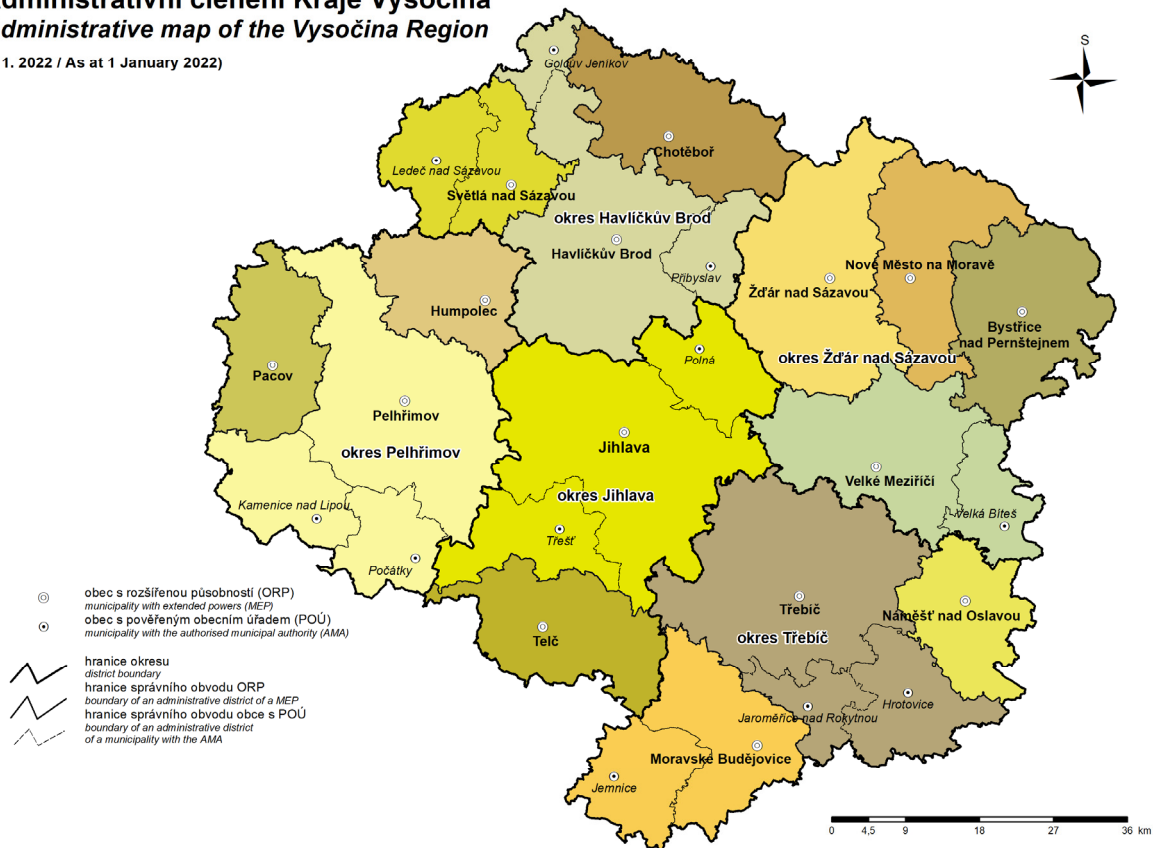 dministrativní členění Kraje Vysočina
dministrative map of the Vysočina Region
1. 2022 / As at 1 January 2022)
S
Golčův Jeníkov
Chotěboř
Ledeč nad Sázavou
Světlá nad Sázavou
okres Havlíčkův Brod
Havlíčkův Brod
Přibyslav
Nové Město na Moravě
Žďár nad Sázavou
Humpolec
Bystřice
nad Pernštejnem
Polná
okres Žďár nad Sázavou
Pacov
Pelhřimov
okres Pelhřimov
Jihlava
Velké Meziříčí
okres Jihlava
Kamenice nad Lipou
Velká Bíteš
Třešť
Počátky
Třebíč
Náměšť nad Oslavou
okres Třebíč
Telč
Hrotovice
Jaroměřice nad Rokytnou
Moravské Budějovice
Jemnice
obec s rozšířenou působností (ORP)
municipality with extended powers (MEP)
obec s pověřeným obecním úřadem (POÚ)
municipality with the authorised municipal authority (AMA)
hranice okresu
district boundary
hranice správního obvodu ORP
boundary of an administrative district of a MEP
hranice správního obvodu obce s POÚ
boundary of an administrative district
of a municipality with the AMA
0 4,5 9 18 27 36 km